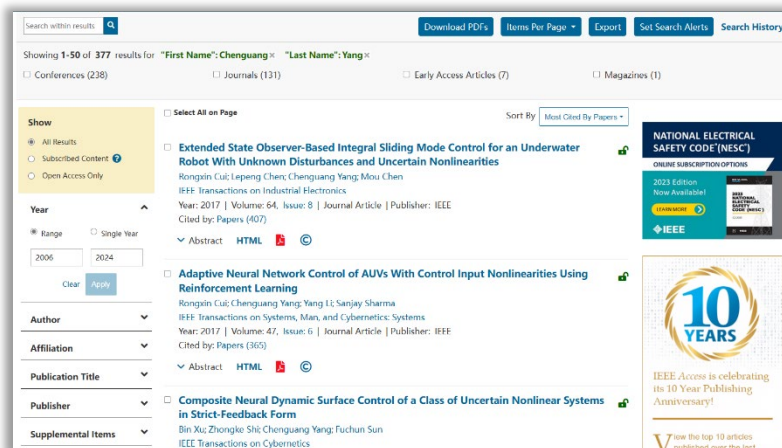 Search within results
Download PDFs
Items Per Page
Export
Set Search Alerts
Search History
Showing 1-50 of 377 results for "First Name": Chenguang × "Last Name": Yang ×
Conferences (238)
Journals (131)
Early Access Articles (7)
Magazines (1)
Show
All Results
Subscribed Content ?
Open Access Only
Year
Range
Single Year
2006
2024
Clear
Apply
Author
Affiliation
Publication Title
Publisher
Supplemental Items
Select All on Page
Sort By
Most Cited By Papers
Extended State Observer-Based Integral Sliding Mode Control for an Underwater
Robot With Unknown Disturbances and Uncertain Nonlinearities
Rongxin Cui; Lepeng Chen; Chenguang Yang; Mou Chen
IEEE Transactions on Industrial Electronics
Year: 2017 | Volume: 64, Issue: 8 | Journal Article | Publisher: IEEE
Cited by: Papers (407)
Abstract HTML ©
Adaptive Neural Network Control of AUVs With Control Input Nonlinearities Using
Reinforcement Learning
Rongxin Cui; Chenguang Yang; Yang Li; Sanjay Sharma
IEEE Transactions on Systems, Man, and Cybernetics: Systems
Year: 2017 | Volume: 47, Issue: 6 | Journal Article | Publisher: IEEE
Cited by: Papers (365)
Abstract HTML ©
Composite Neural Dynamic Surface Control of a Class of Uncertain Nonlinear Systems
in Strict-Feedback Form
Bin Xu; Zhongke Shi; Chenguang Yang; Fuchun Sun
IEEE Transactions on Cybernetics
NATIONAL ELECTRICAL
SAFETY CODE (NESC)
ONLINE SUBSCRIPTION OPTIONS
2023 Edition
Now Available!
LEARN MORE
IEEE
2023
NATIONAL
ELECTRICAL
SAFETY
CODE (NESC)
10
YEARS
IEEE Access is celebrating
its 10 Year Publishing
Anniversary!
View the top 10 articles
published over the last